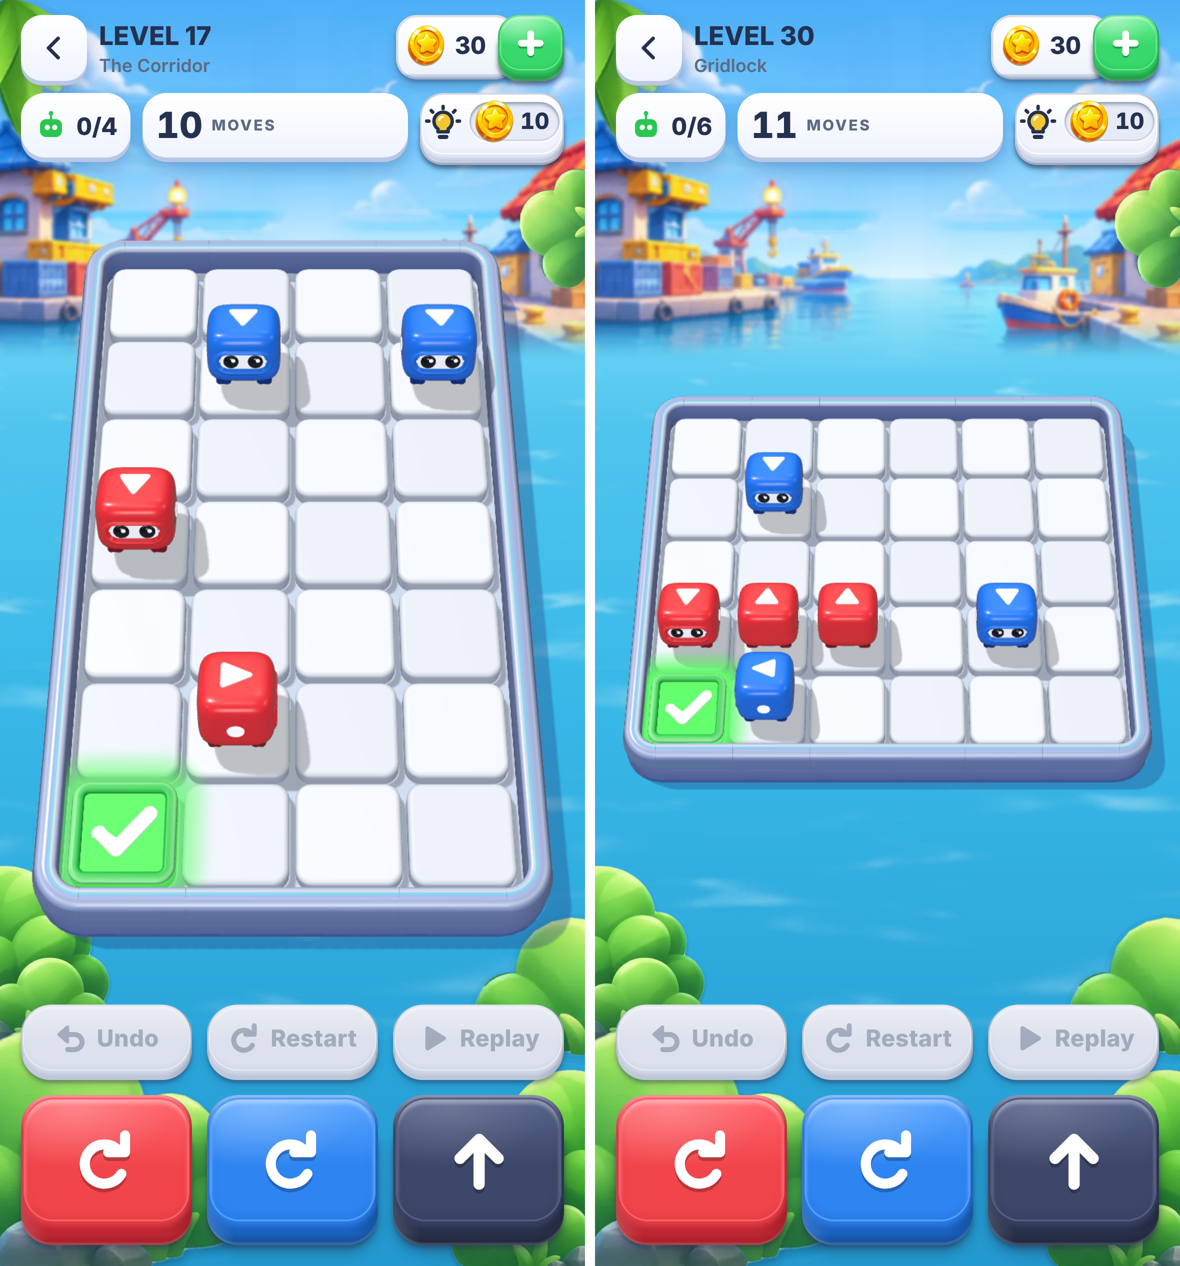 LEVEL 17
The Corridor
30
0/4
10 MOVES
10
Undo
Restart
Replay
LEVEL 30
Gridlock
30
0/6
11 MOVES
10
Undo
Restart
Replay